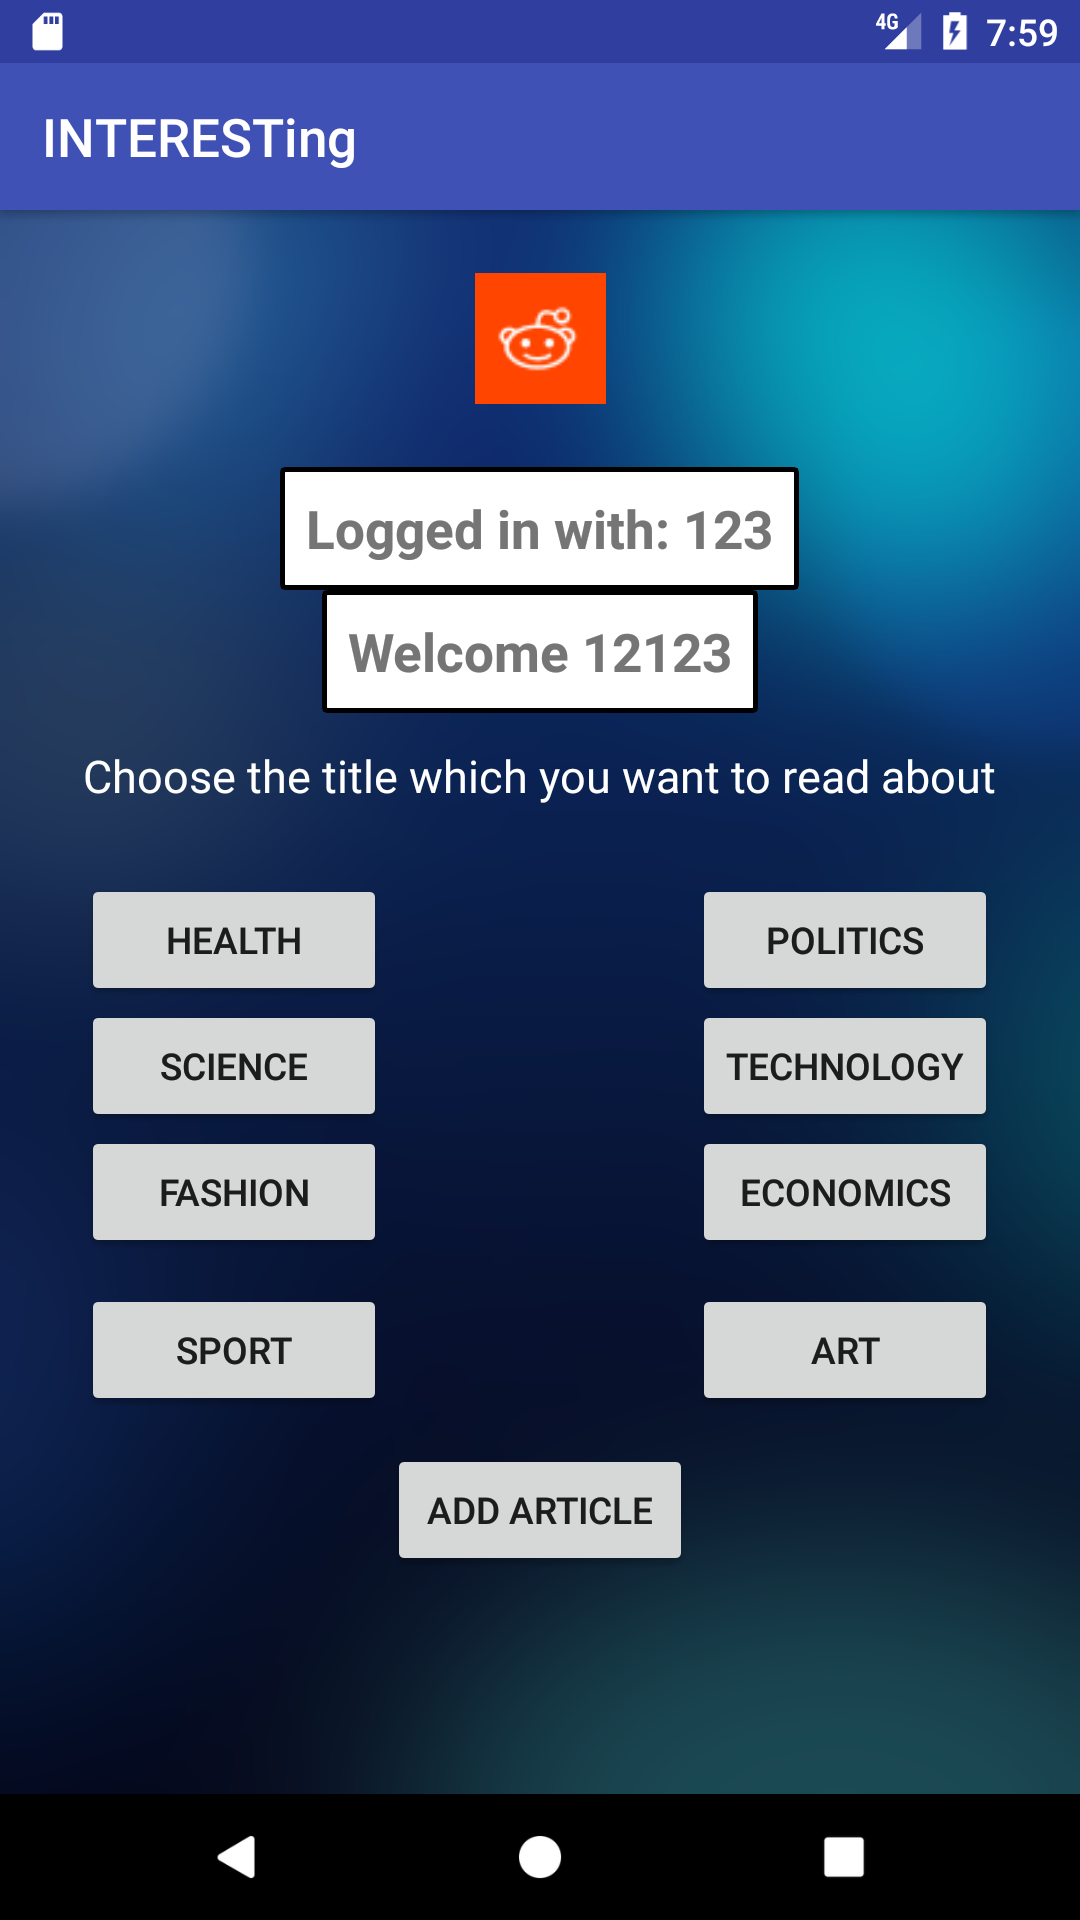 4G 7:59
INTERESTing
Logged in with: 123
Welcome 12123
Choose the title which you want to read about
HEALTH POLITICS
SCIENCE TECHNOLOGY
FASHION ECONOMICS
SPORT ART
ADD ARTICLE